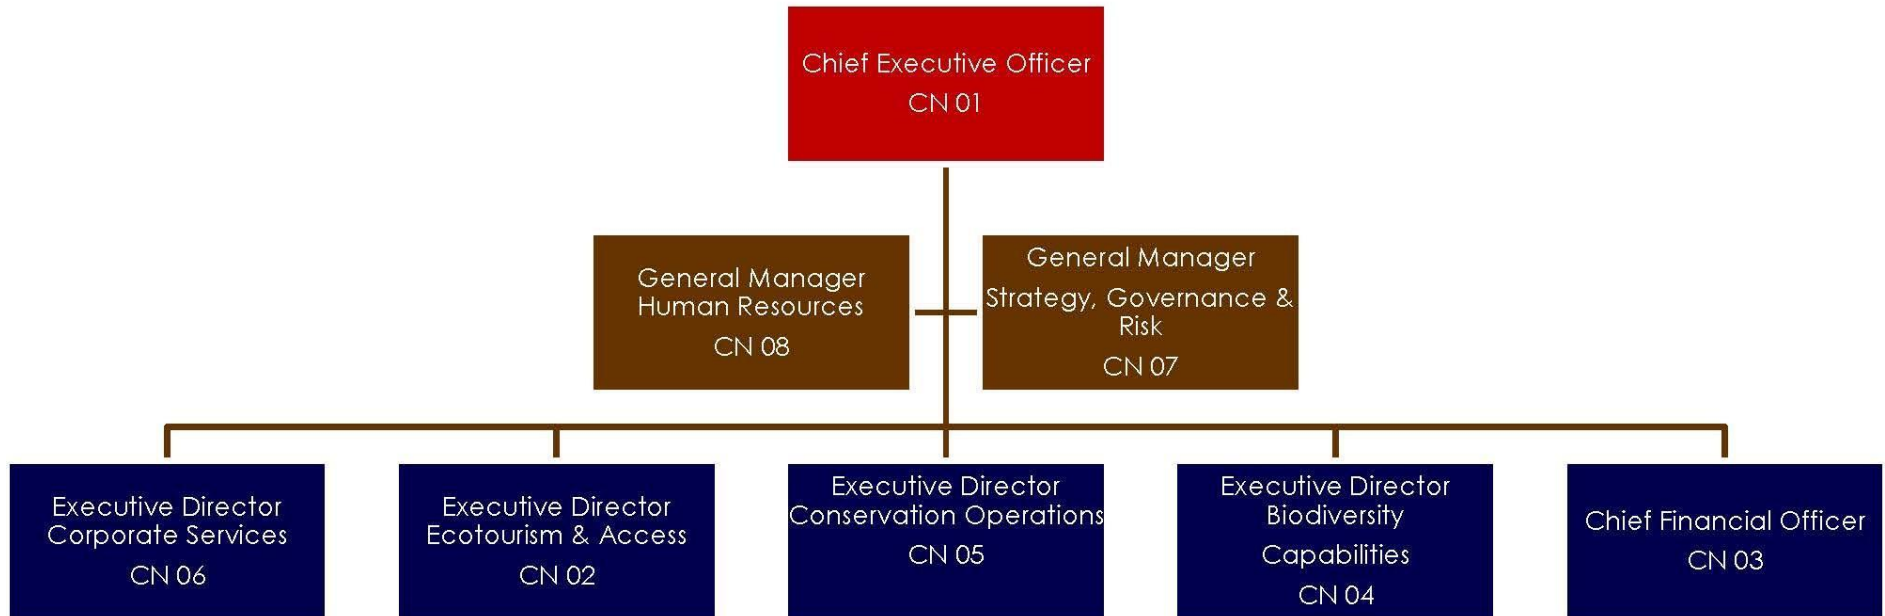 Chief Executive Officer
CN 01
General Manager
Human Resources
CN 08
General Manager
Strategy, Governance &
Risk
CN 07
Executive Director
Corporate Services
CN 06
Executive Director
Ecotourism & Access
CN 02
Executive Director
Conservation Operations
CN 05
Executive Director
Biodiversity
Capabilities
CN 04
Chief Financial Officer
CN 03